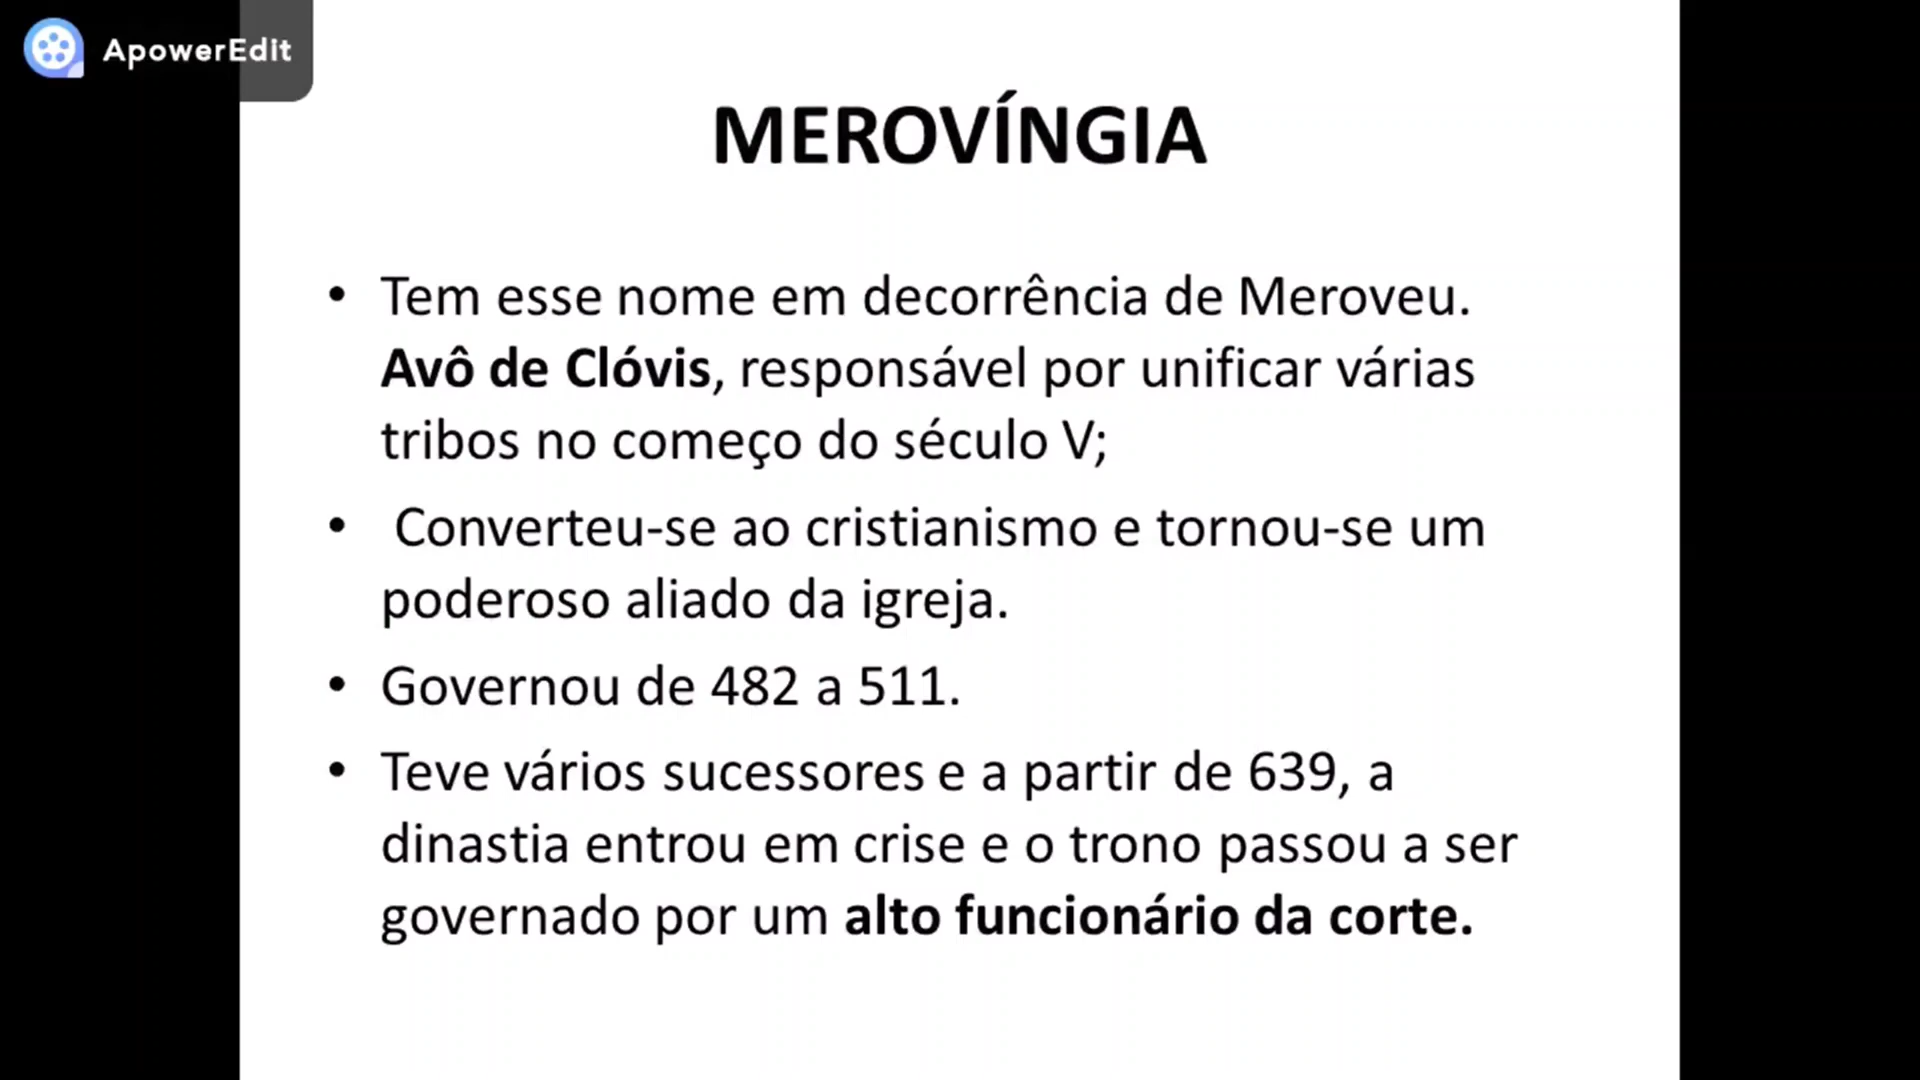 ApowerEdit
MEROVÍNGIA
• Tem esse nome em decorrência de Meroveu.
Avô de Clóvis, responsável por unificar várias
tribos no começo do século V;
• Converteu-se ao cristianismo e tornou-se um
poderoso aliado da igreja.
• Governou de 482 a 511.
• Teve vários sucessores e a partir de 639, a
dinastia entrou em crise e o trono passou a ser
governado por um alto funcionário da corte.